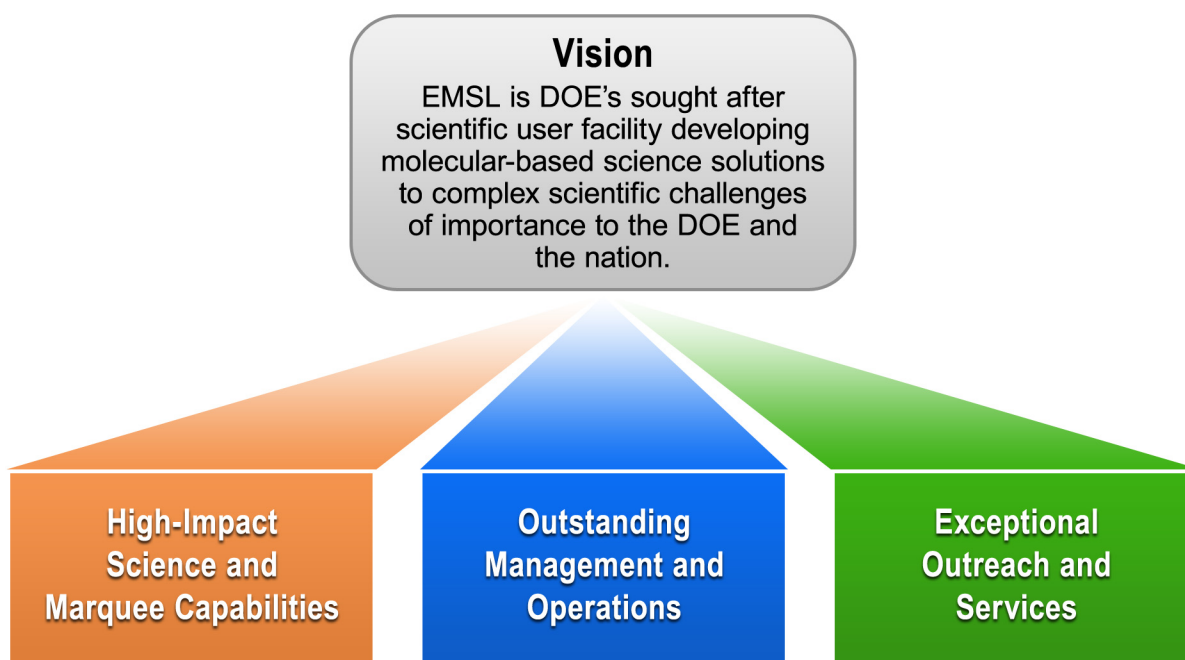 Vision
EMSL is DOE’s sought after
scientific user facility developing
molecular-based science solutions
to complex scientific challenges
of importance to the DOE and
the nation.
High-Impact
Science and
Marquee Capabilities
Outstanding
Management and
Operations
Exceptional
Outreach and
Services